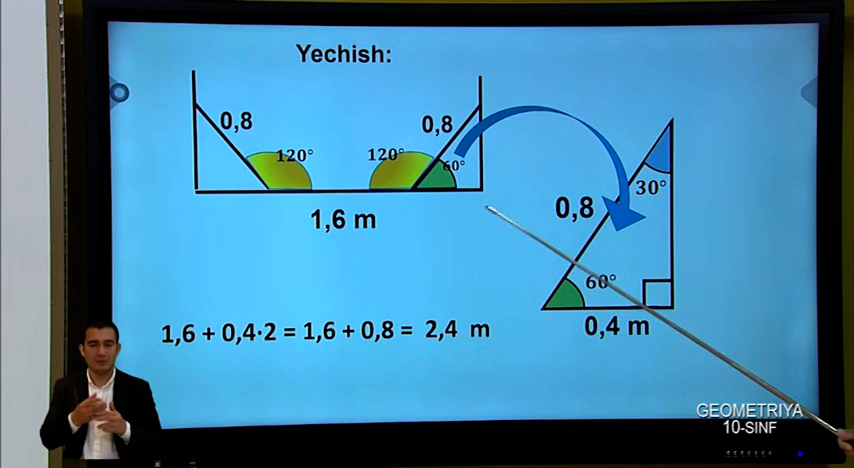 Yechish:
0,8
0,8
120°
120°
60°
1,6 m
30°
0,8
60°
0,4 m
1,6 + 0,4·2 = 1,6 + 0,8 = 2,4 m
GEOMETRIYA
10-SINF